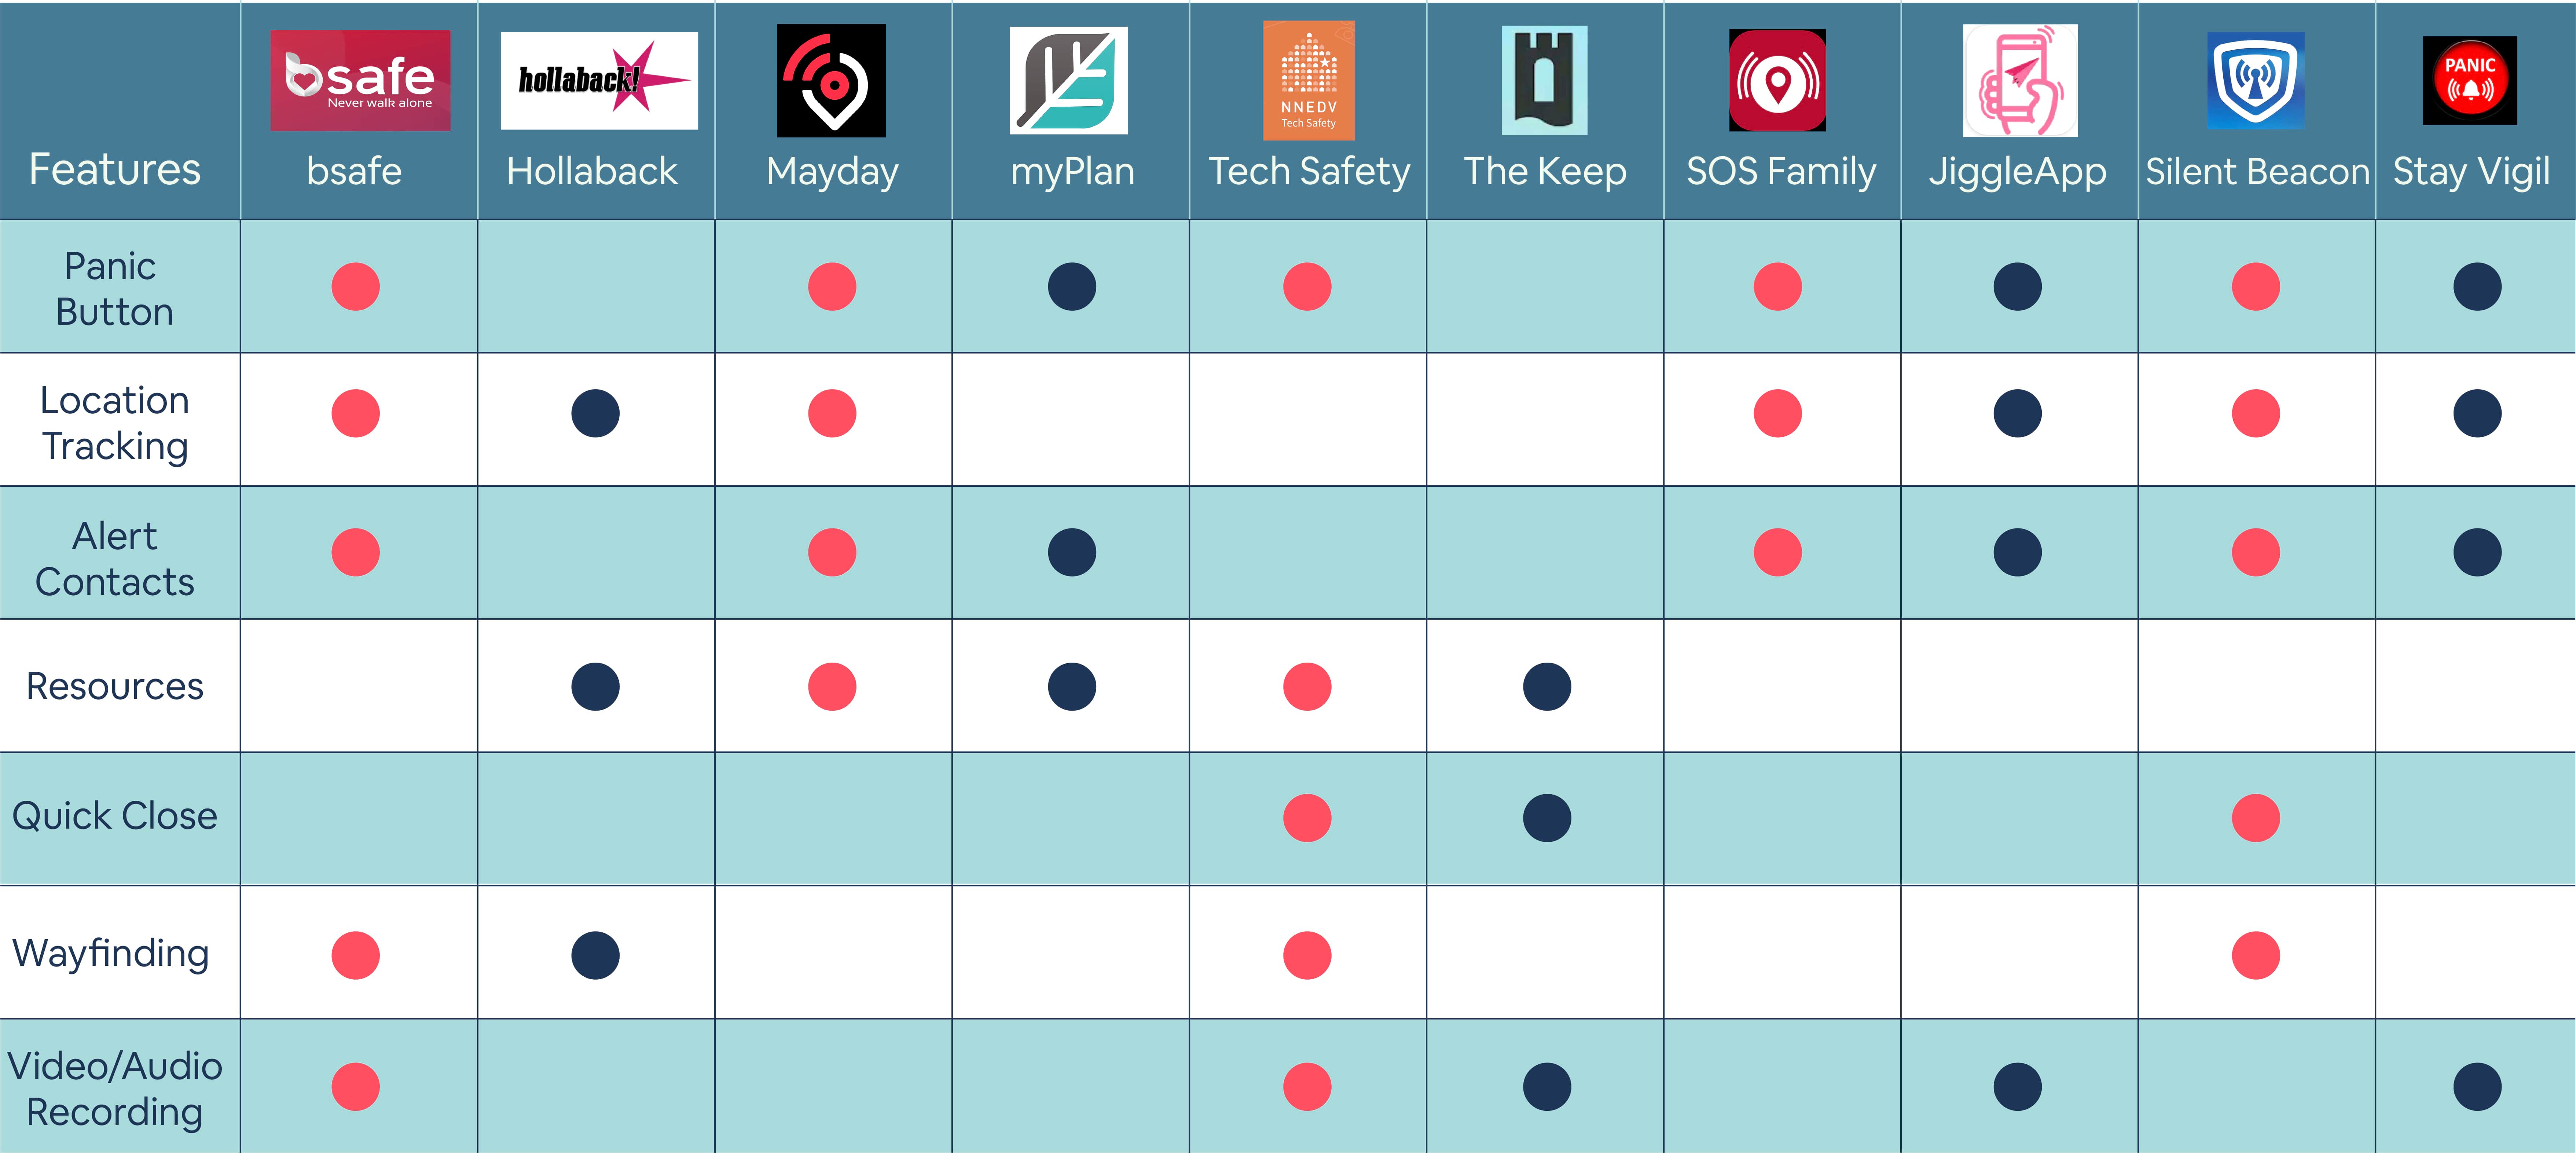 bsafe
Never walk alone
hollaback!
NNEDV
Tech Safety
PANIC
Features
bsafe
Hollaback
Mayday
myPlan
Tech Safety
The Keep
SOS Family
JiggleApp
Silent Beacon
Stay Vigil
Panic
Button
Location
Tracking
Alert
Contacts
Resources
Quick Close
Wayfinding
Video/Audio
Recording